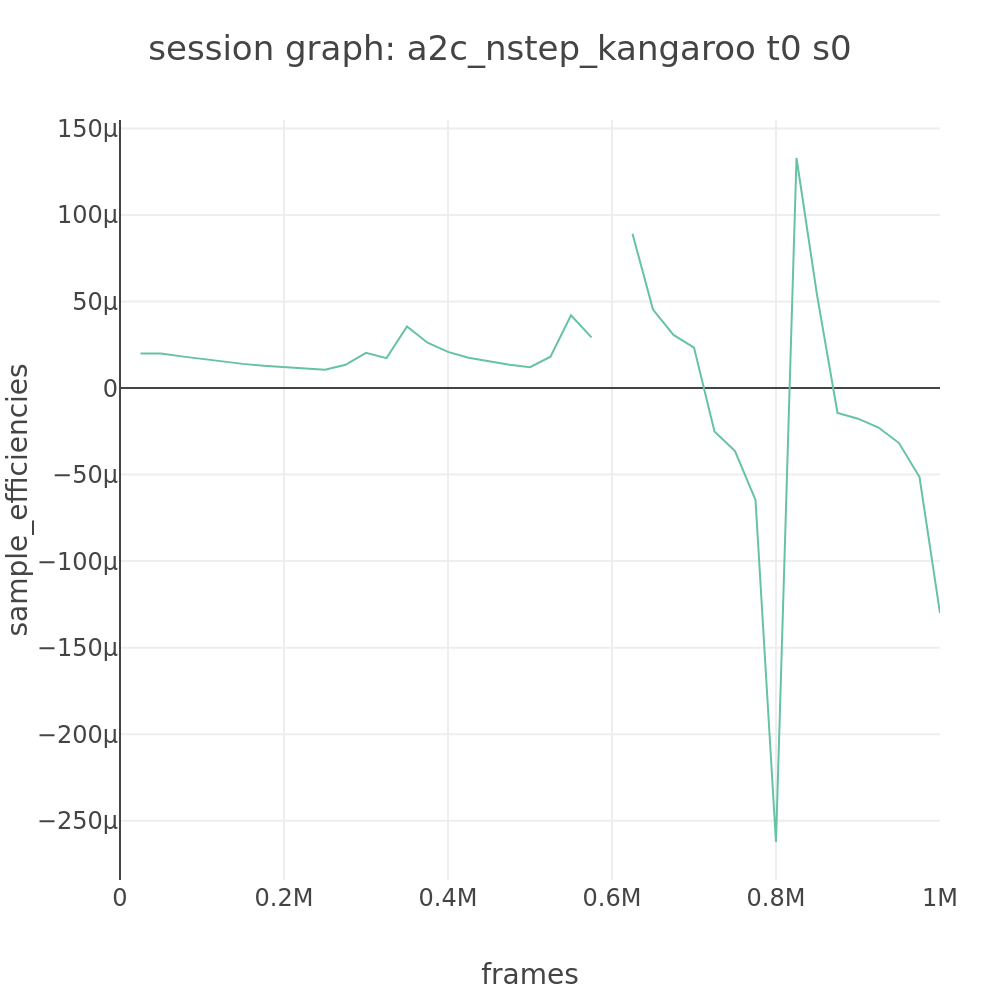 session graph: a2c_nstep_kangaroo t0 s0
sample_efficiencies
150μ
100μ
50μ
0
−50μ
−100μ
−150μ
−200μ
−250μ
0
0.2M
0.4M
0.6M
0.8M
1M
frames